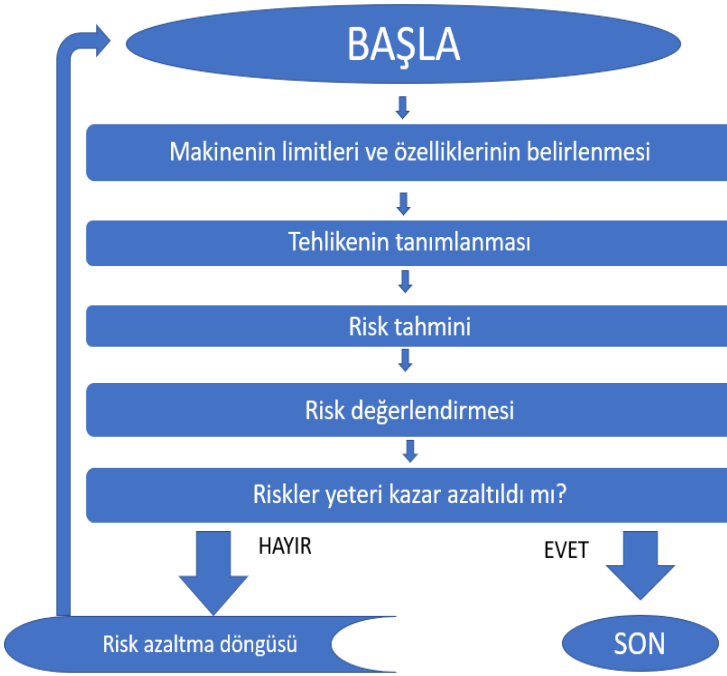 BAŞLA
Makinenin limitleri ve özelliklerinin belirlenmesi
Tehlikenin tanımlanması
Risk tahmini
Risk değerlendirmesi
Riskler yeteri kazar azaltıldı mı?
HAYIR
EVET
Risk azaltma döngüsü
SON